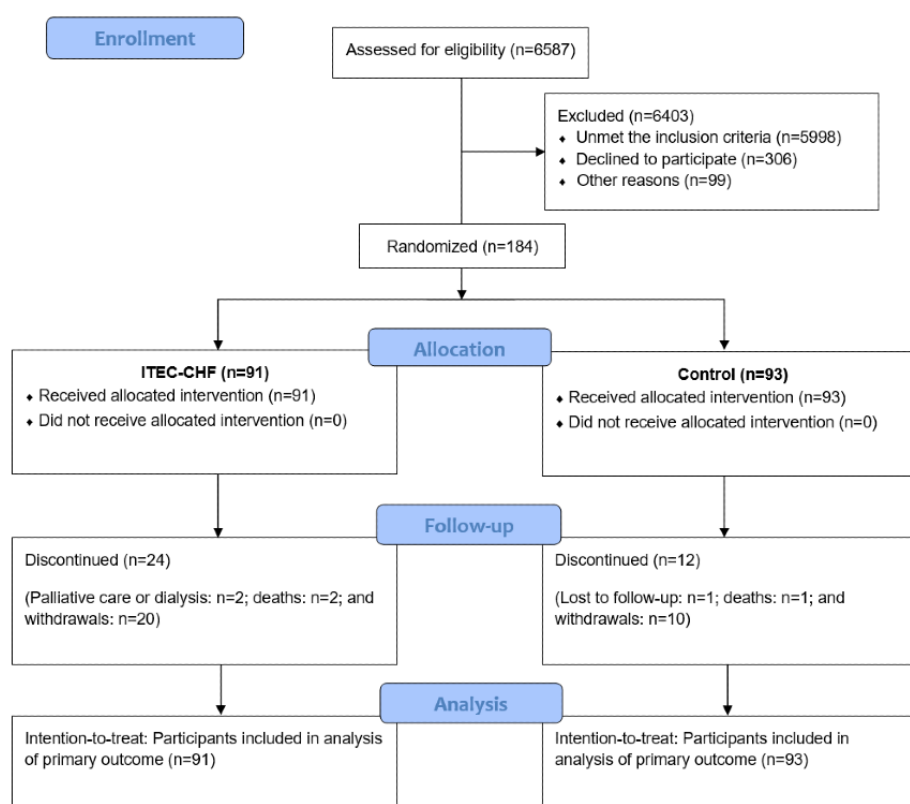 Enrollment
Assessed for eligibility (n=6587)
Excluded (n=6403)
⬧ Unmet the inclusion criteria (n=5998)
⬧ Declined to participate (n=306)
⬧ Other reasons (n=99)
Randomized (n=184)
Allocation
ITEC-CHF (n=91)
⬧ Received allocated intervention (n=91)
⬧ Did not receive allocated intervention (n=0)
Control (n=93)
⬧ Received allocated intervention (n=93)
⬧ Did not receive allocated intervention (n=0)
Follow-up
Discontinued (n=24)
(Palliative care or dialysis: n=2; deaths: n=2; and
withdrawals: n=20)
Discontinued (n=12)
(Lost to follow-up: n=1; deaths: n=1; and
withdrawals: n=10)
Analysis
Intention-to-treat: Participants included in analysis
of primary outcome (n=91)
Intention-to-treat: Participants included in
analysis of primary outcome (n=93)